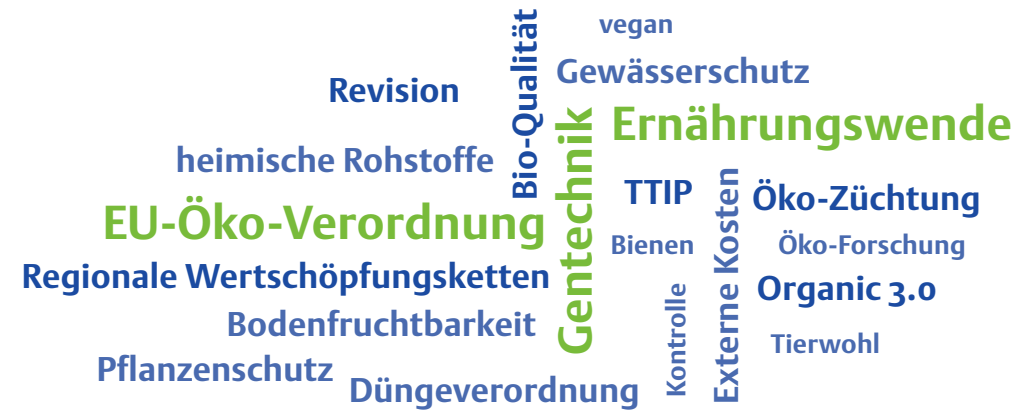 vegan
Bio-Qualität
Gewässerschutz
Revision
Ernährungswende
Gentechnik
heimische Rohstoffe
TTIP
Externe Kosten
Öko-Züchtung
EU-Öko-Verordnung
Bienen
Öko-Forschung
Regionale Wertschöpfungsketten
Organic 3.0
Kontrolle
Bodenfruchtbarkeit
Tierwohl
Pflanzenschutz
Düngeverordnung